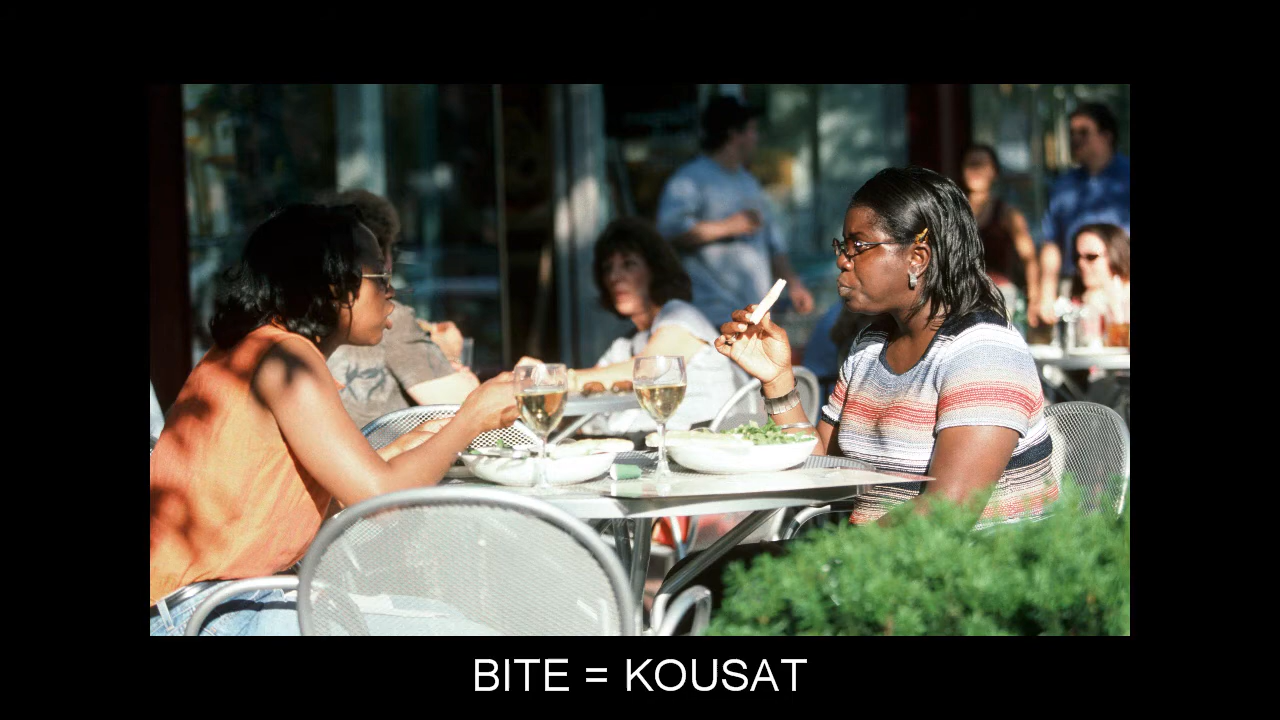 BITE = KOUSAT